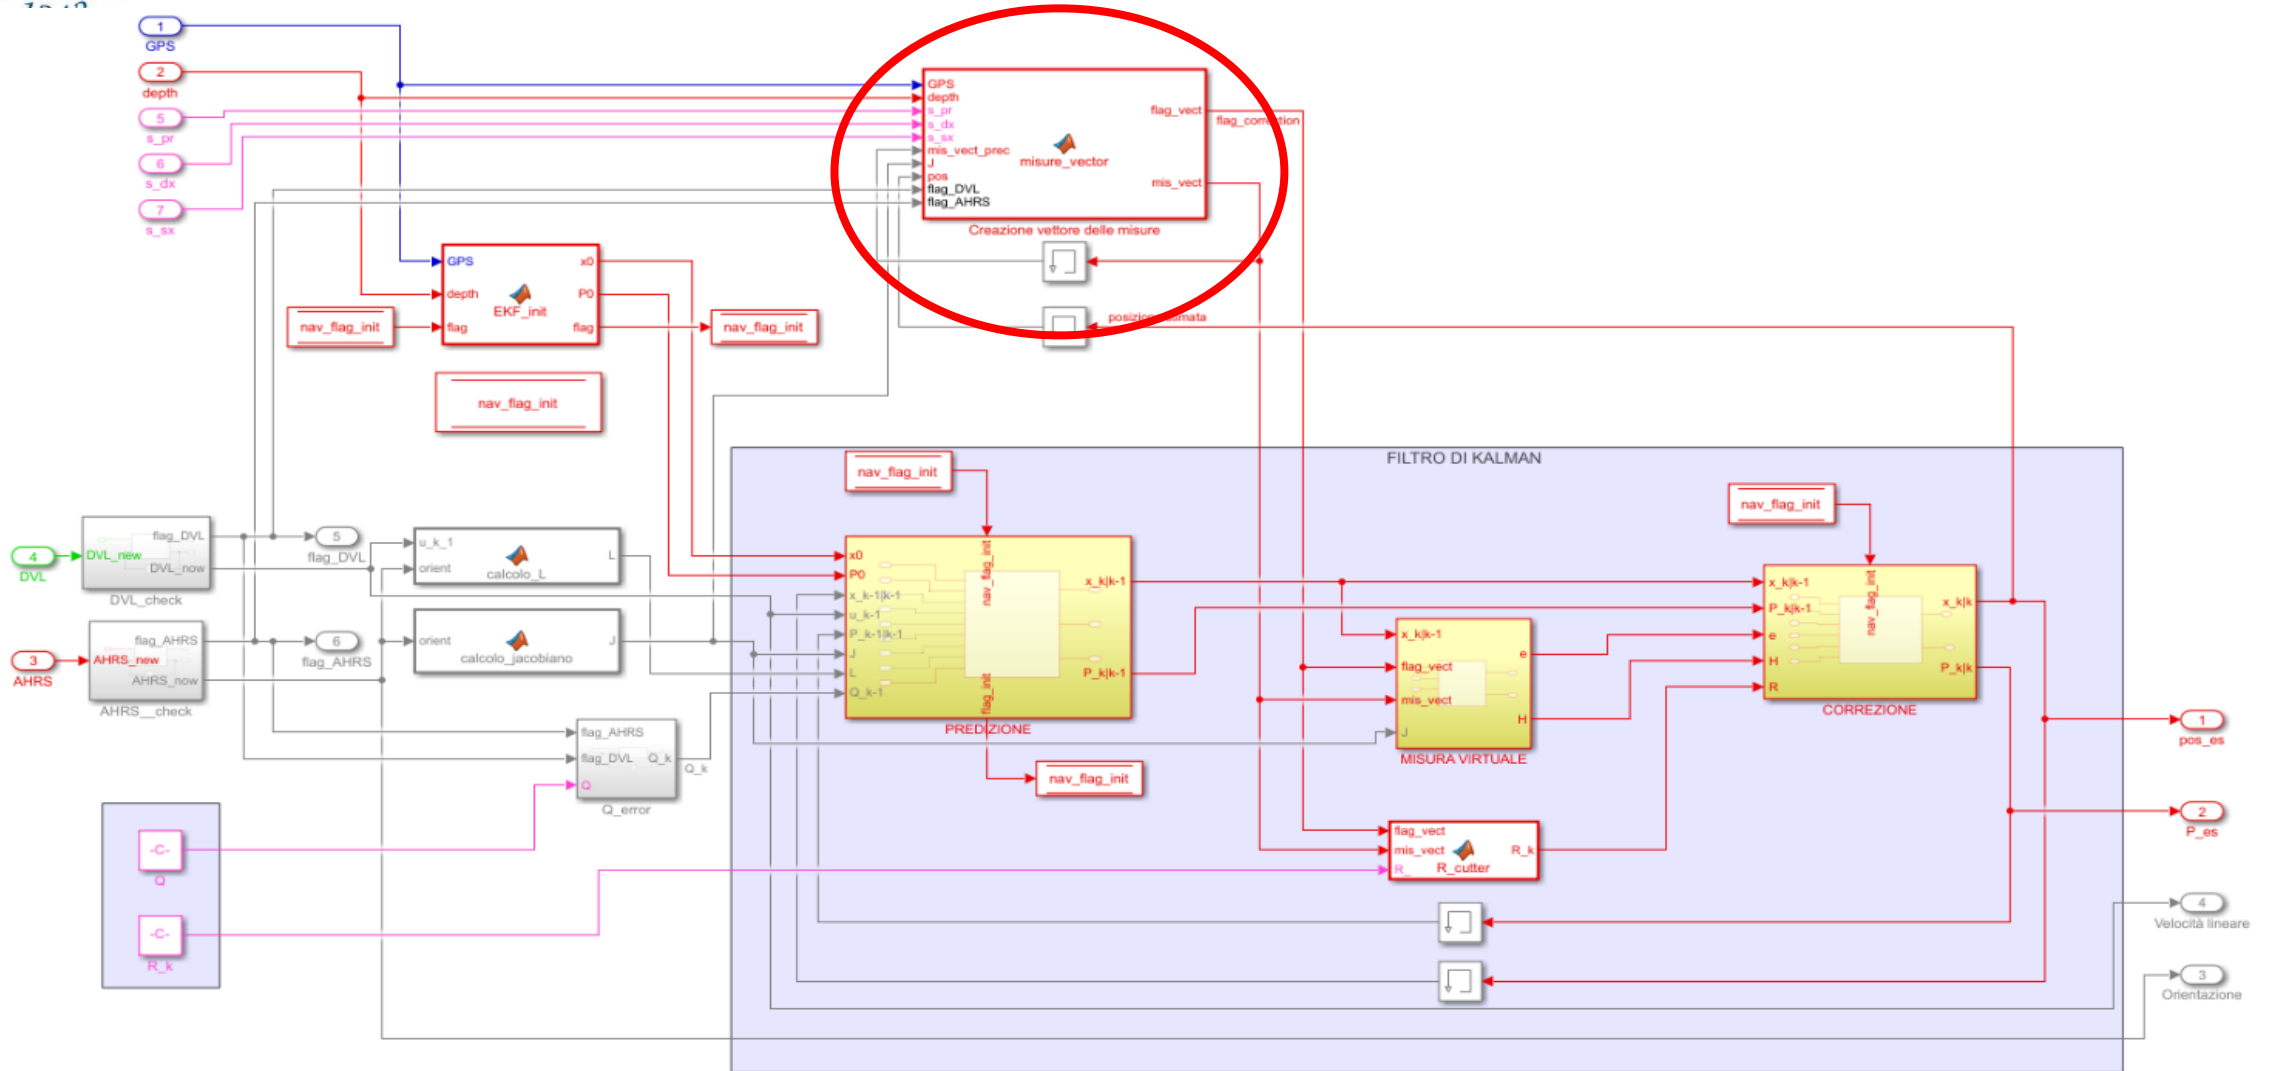 1
GPS
2
depth
5
s_pr
6
s_dx
7
s_sx
GPS
depth
s_pr
s_dx
s_sx
mis_vect_prec
J
pos
flag_DVL
flag_AHRS
misure_vector
flag_vect
mis_vect
flag_correction
Creazione vettore delle misure
GPS
depth
flag
EKF_init
x0
P0
flag
nav_flag_init
nav_flag_init
nav_flag_init
4
DVL
DVL_new
flag_DVL
DVL_now
DVL_check
5
flag_DVL
3
AHRS
AHRS_new
flag_AHRS
AHRS_now
AHRS__check
6
flag_AHRS
u_k_1
orient
calcolo_L
L
orient
calcolo_jacobiano
J
flag_AHRS
flag_DVL
Q
Q_k
Q_k
Q_error
-C-
Q
-C-
R_k
FILTRO DI KALMAN
nav_flag_init
x0
P0
x_k-1|k-1
u_k-1
P_k-1|k-1
J
L
Q_k-1
nav_flag_init
flag_init
x_k|k-1
P_k|k-1
PREDIZIONE
nav_flag_init
x_k|k-1
flag_vect
mis_vect
J
e
H
MISURA VIRTUALE
flag_vect
mis_vect
R_
R_cutter
R_k
nav_flag_init
x_k|k-1
P_k|k-1
e
H
R
nav_flag_init
x_k|k
P_k|k
CORREZIONE
1
pos_es
2
P_es
4
Velocità lineare
3
Orientazione